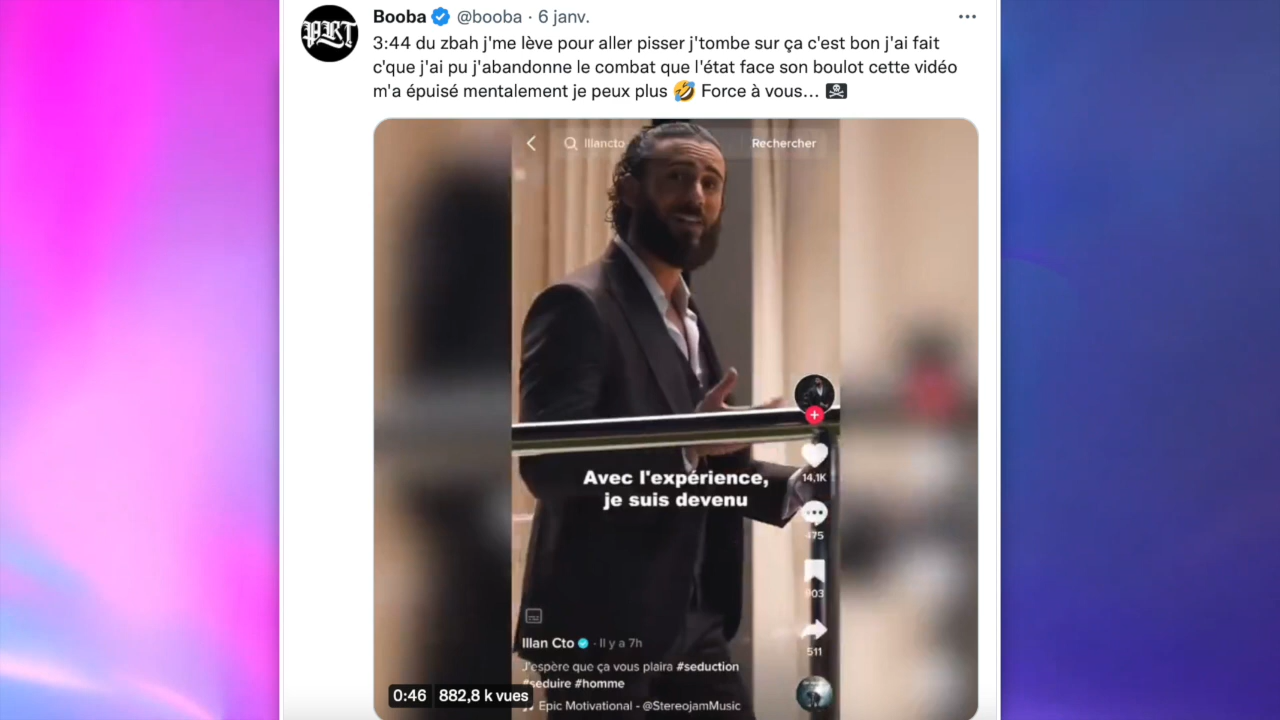 PRT
Booba @booba · 6 janv.
3:44 du zbah j'me lève pour aller pisser j'tombe sur ça c'est bon j'ai fait
c'que j'ai pu j'abandonne le combat que l'état face son boulot cette vidéo
m'a épuisé mentalement je peux plus 🤣 Force à vous... 🏴‍☠️
Illancto Rechercher
Avec l'expérience,
je suis devenu
14,1K
475
903
511
Illan Cto · Il y a 7h
J'espère que ça vous plaira #seduction
#seduire #homme
0:46 882,8 k vues
Epic Motivational - @StereojamMusic